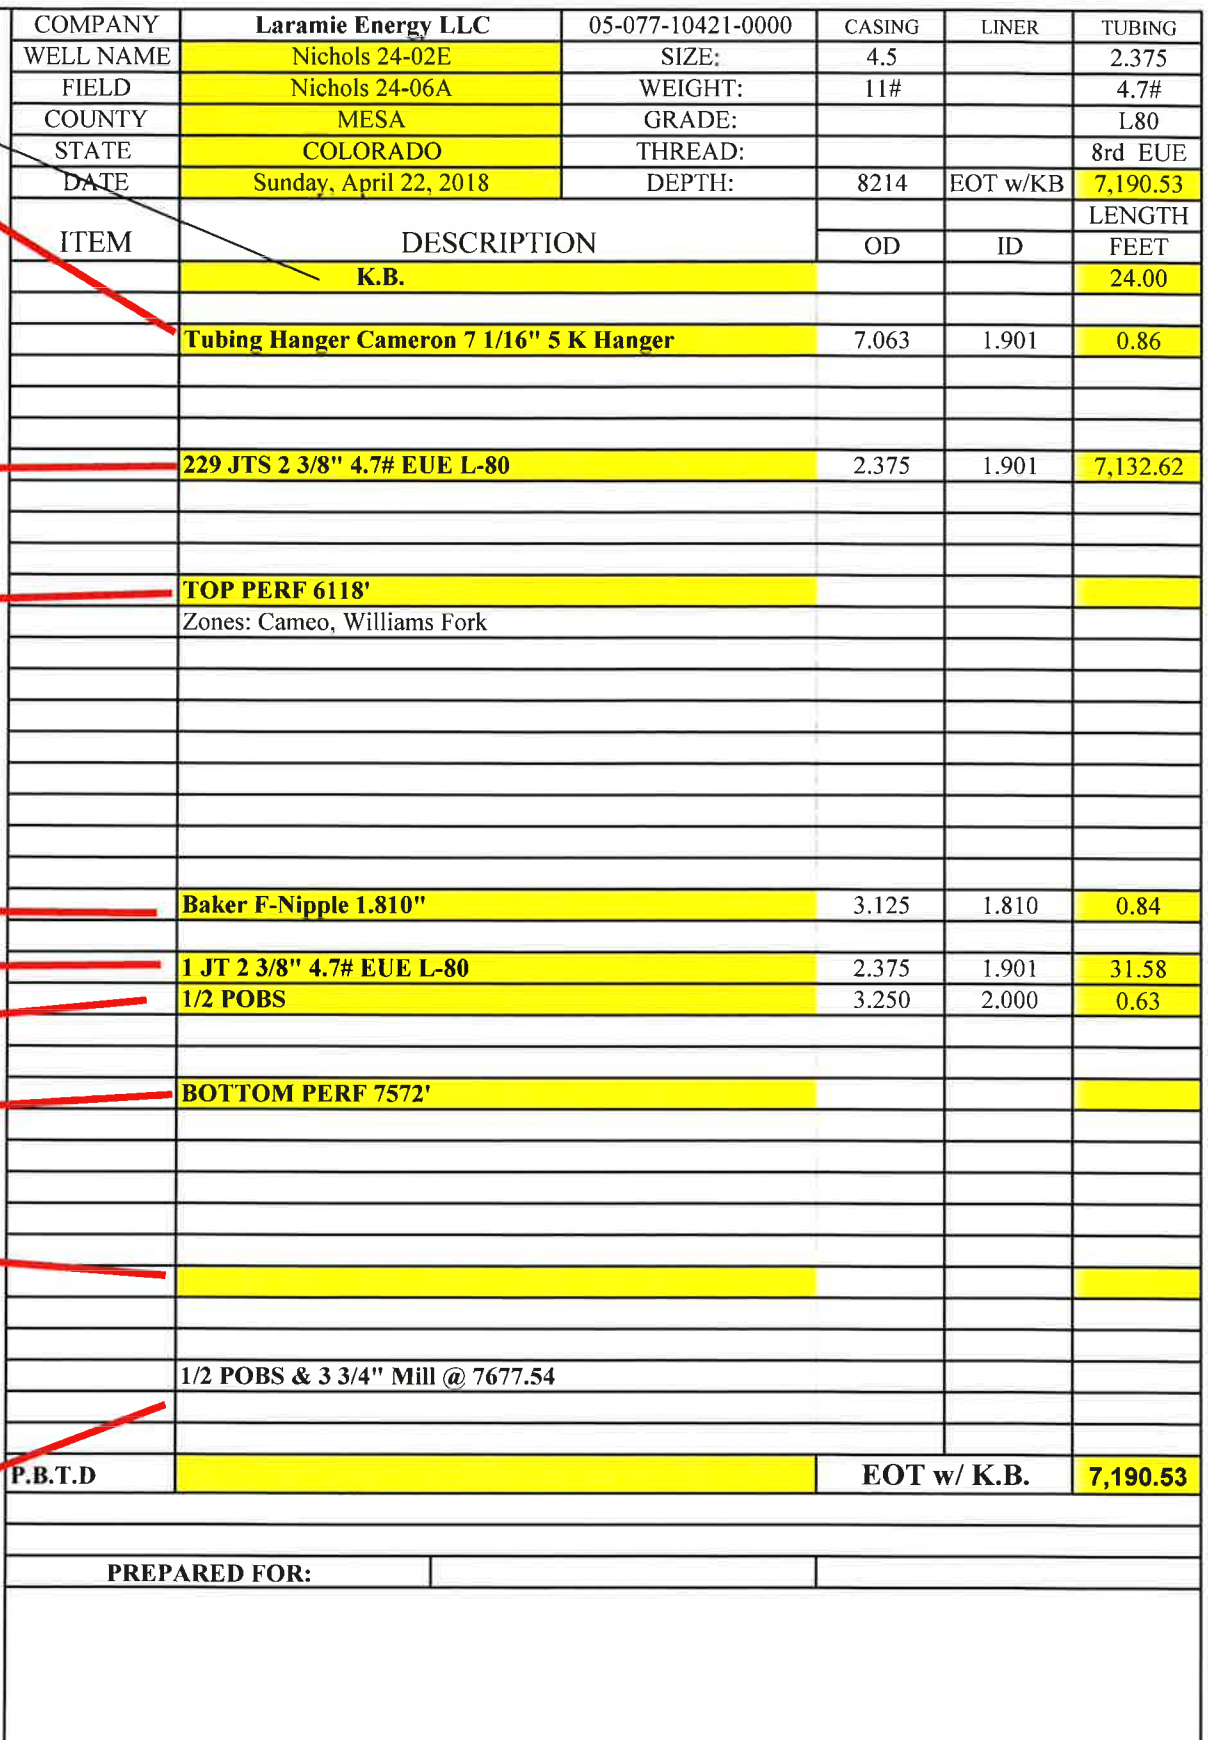 COMPANY Laramie Energy LLC 05-077-10421-0000 CASING LINER TUBING
WELL NAME Nichols 24-02E SIZE: 4.5 2.375
FIELD Nichols 24-06A WEIGHT: 11# 4.7#
COUNTY MESA GRADE: L80
STATE COLORADO THREAD: 8rd EUE
DATE Sunday, April 22, 2018 DEPTH: 8214 EOT w/KB 7,190.53
LENGTH
ITEM DESCRIPTION OD ID FEET
K.B. 24.00
Tubing Hanger Cameron 7 1/16" 5 K Hanger 7.063 1.901 0.86
229 JTS 2 3/8" 4.7# EUE L-80 2.375 1.901 7,132.62
TOP PERF 6118'
Zones: Cameo, Williams Fork
Baker F-Nipple 1.810" 3.125 1.810 0.84
1 JT 2 3/8" 4.7# EUE L-80 2.375 1.901 31.58
1/2 POBS 3.250 2.000 0.63
BOTTOM PERF 7572'
1/2 POBS & 3 3/4" Mill @ 7677.54
P.B.T.D EOT w/ K.B. 7,190.53
PREPARED FOR: